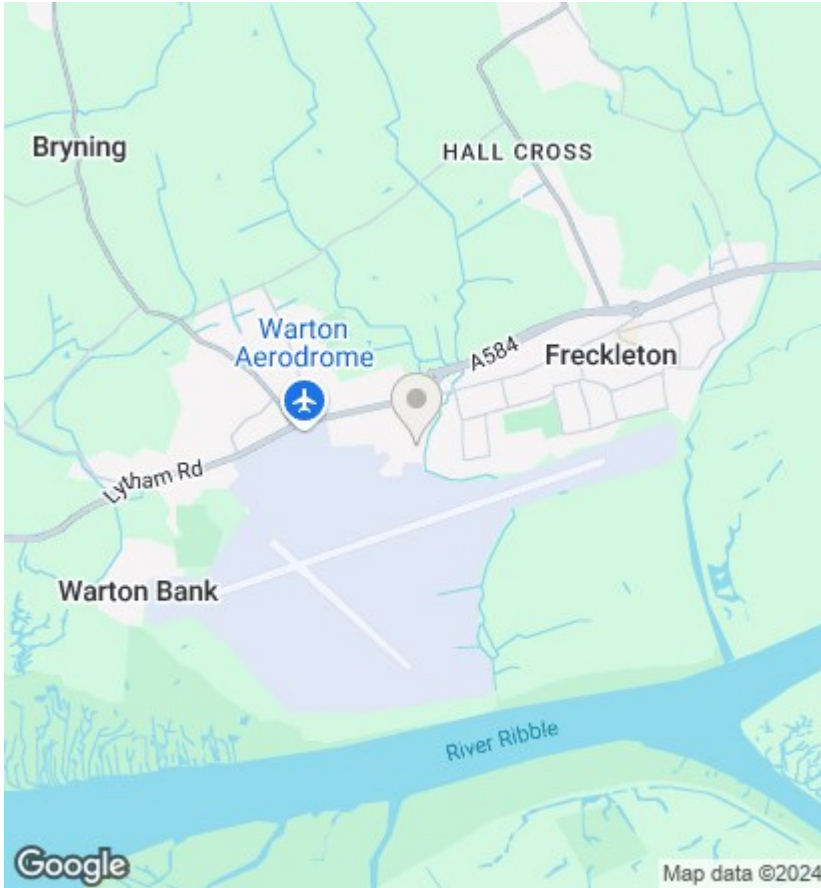 Bryning
HALL CROSS
Warton
Aerodrome
A584
Freckleton
Lytham Rd
Warton Bank
River Ribble
Google
Map data ©2024